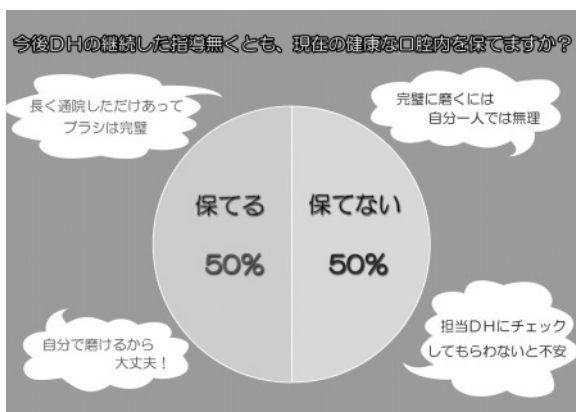 今後DHの継続した指導無くとも、現在の健康な口腔内を保てますか？
長く通院しただけあって
ブラシは完璧
完璧に磨くには
自分一人では無理
保てる
50%
保てない
50%
自分で磨けるから
大丈夫！
担当DHにチェック
してもらわないと不安